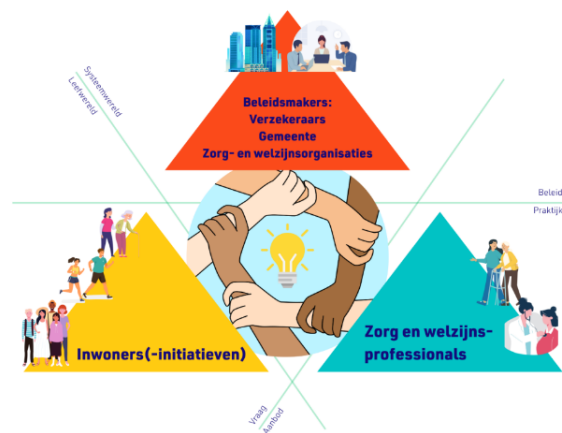 Systeemwereld
Leefwereld
Beleidsmakers:
Verzekeraars
Gemeente
Zorg- en welzijnsorganisaties
Beleid
Praktijk
Inwoners(-initiatieven)
Zorg en welzijns-
professionals
Vraag
Aanbod